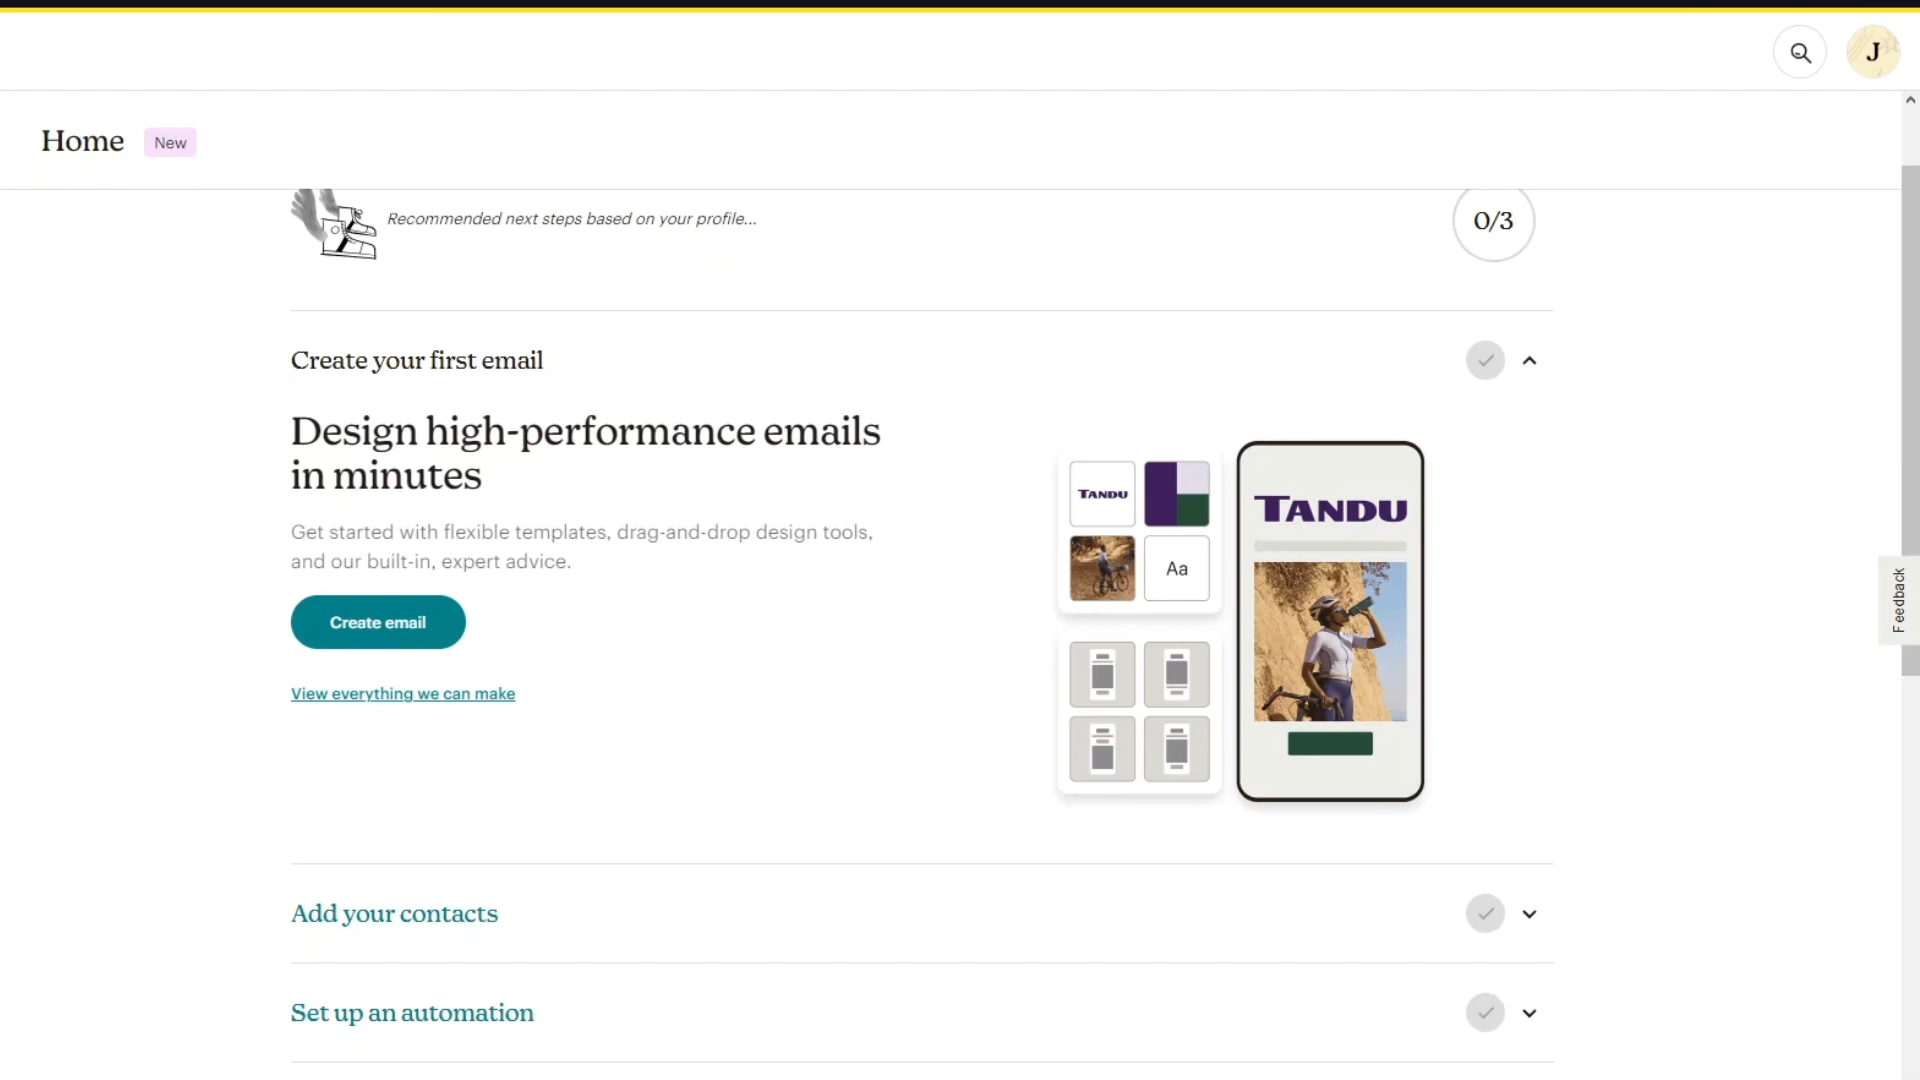 J
Home
New
Recommended next steps based on your profile...
0/3
Create your first email
Design high-performance emails
in minutes
Get started with flexible templates, drag-and-drop design tools,
and our built-in, expert advice.
Create email
View everything we can make
TANDU
Aa
TANDU
Feedback
Add your contacts
Set up an automation